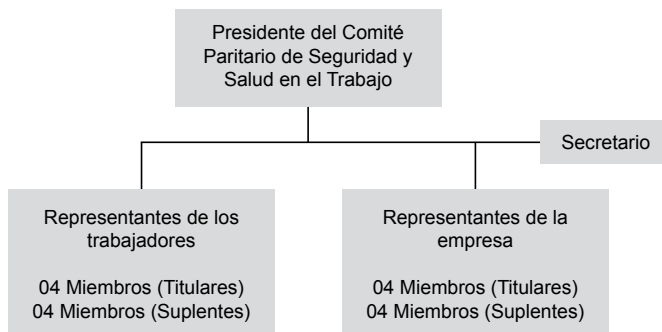 Presidente del Comité
Paritario de Seguridad y
Salud en el Trabajo
Secretario
Representantes de los
trabajadores
04 Miembros (Titulares)
04 Miembros (Suplentes)
Representantes de la
empresa
04 Miembros (Titulares)
04 Miembros (Suplentes)